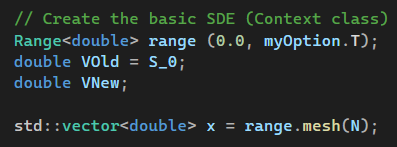 // Create the basic SDE (Context class)
Range<double> range (0.0, myOption.T);
double VOld = S_0;
double VNew;
std::vector<double> x = range.mesh(N);